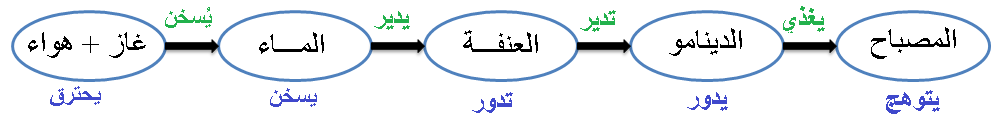 يُسخن
يدير
تدير
يغذي
غاز + هواء
المـــاء
العنفـــة
الدينامو
المصباح
يحترق
يسخن
تدور
يدور
يتوهج